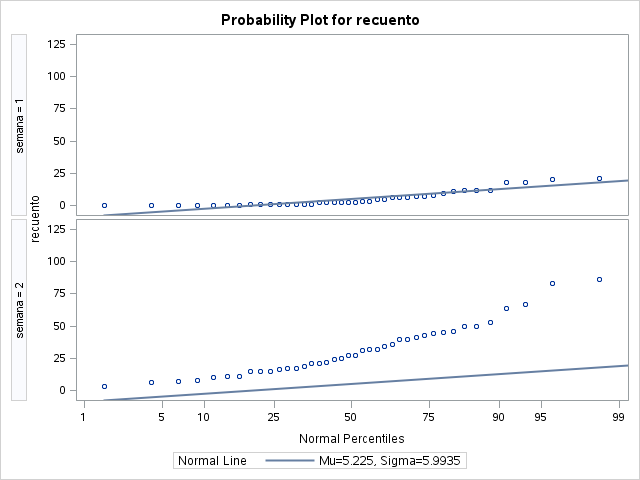 Probability Plot for recuento
semana = 1
125
100
75
50
25
0
recuento
semana = 2
125
100
75
50
25
0
1 5 10 25 50 75 90 95 99
Normal Percentiles
Normal Line Mu=5.225, Sigma=5.9935